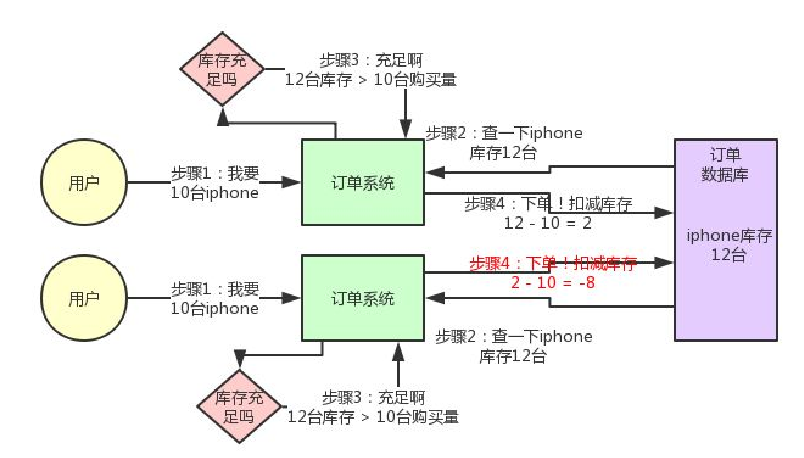 库存充
足吗
步骤3：充足啊
12台库存 > 10台购买量
步骤2：查一下iphone
库存12台
用户
步骤1：我要
10台iphone
订单系统
订单
数据库
步骤4：下单！扣减库存
12 - 10 = 2
iphone库存
12台
用户
步骤1：我要
10台iphone
订单系统
步骤4：下单！扣减库存
2 - 10 = -8
步骤2：查一下iphone
库存12台
库存充
足吗
步骤3：充足啊
12台库存 > 10台购买量